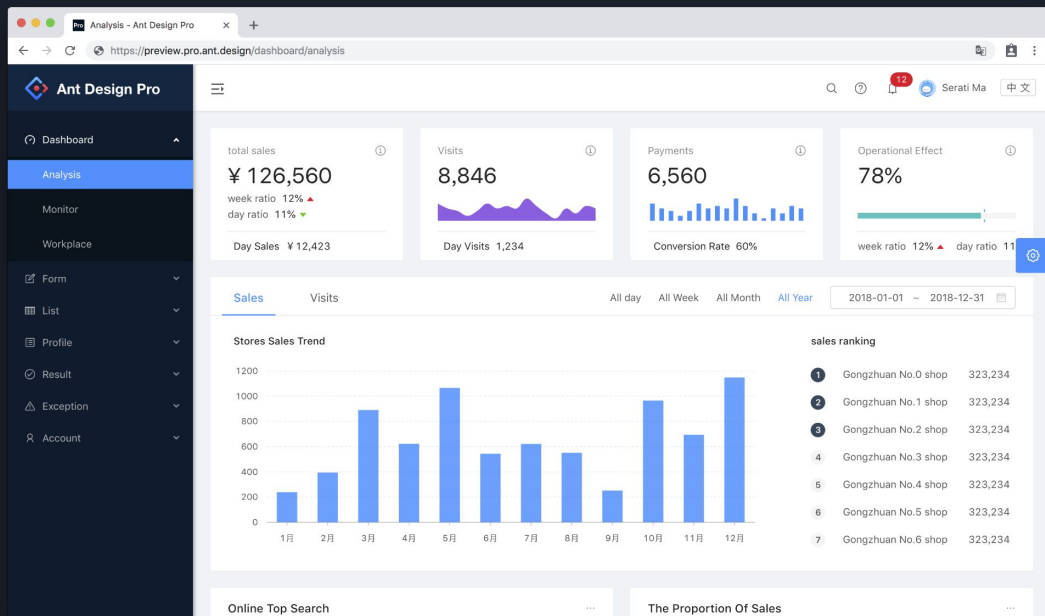 Pro Analysis - Ant Design Pro
https://preview.pro.ant.design/dashboard/analysis
Ant Design Pro
12
Serati Ma
中文
Dashboard
Analysis
Monitor
Workplace
Form
List
Profile
Result
Exception
Account
total sales
¥ 126,560
week ratio 12%
day ratio 11%
Day Sales ¥ 12,423
Visits
8,846
Day Visits 1,234
Payments
6,560
Conversion Rate 60%
Operational Effect
78%
week ratio 12% day ratio 11
Sales Visits All day All Week All Month All Year 2018-01-01 ~ 2018-12-31
Stores Sales Trend
1200
1000
800
600
400
200
0
1月 2月 3月 4月 5月 6月 7月 8月 9月 10月 11月 12月
sales ranking
1 Gongzhuan No.0 shop 323,234
2 Gongzhuan No.1 shop 323,234
3 Gongzhuan No.2 shop 323,234
4 Gongzhuan No.3 shop 323,234
5 Gongzhuan No.4 shop 323,234
6 Gongzhuan No.5 shop 323,234
7 Gongzhuan No.6 shop 323,234
Online Top Search
The Proportion Of Sales